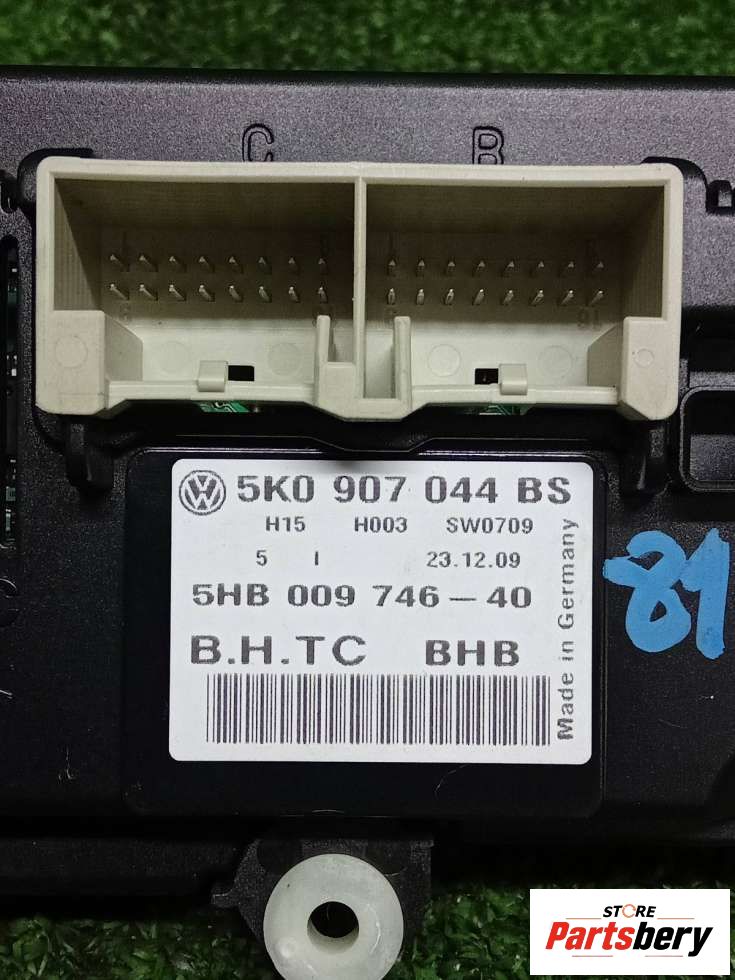 C B
5K0 907 044 BS
H15 H003 SW0709
5 I 23.12.09
5HB 009 746-40
B.H.TC BHB
Made in Germany
89
STORE
Partsbery